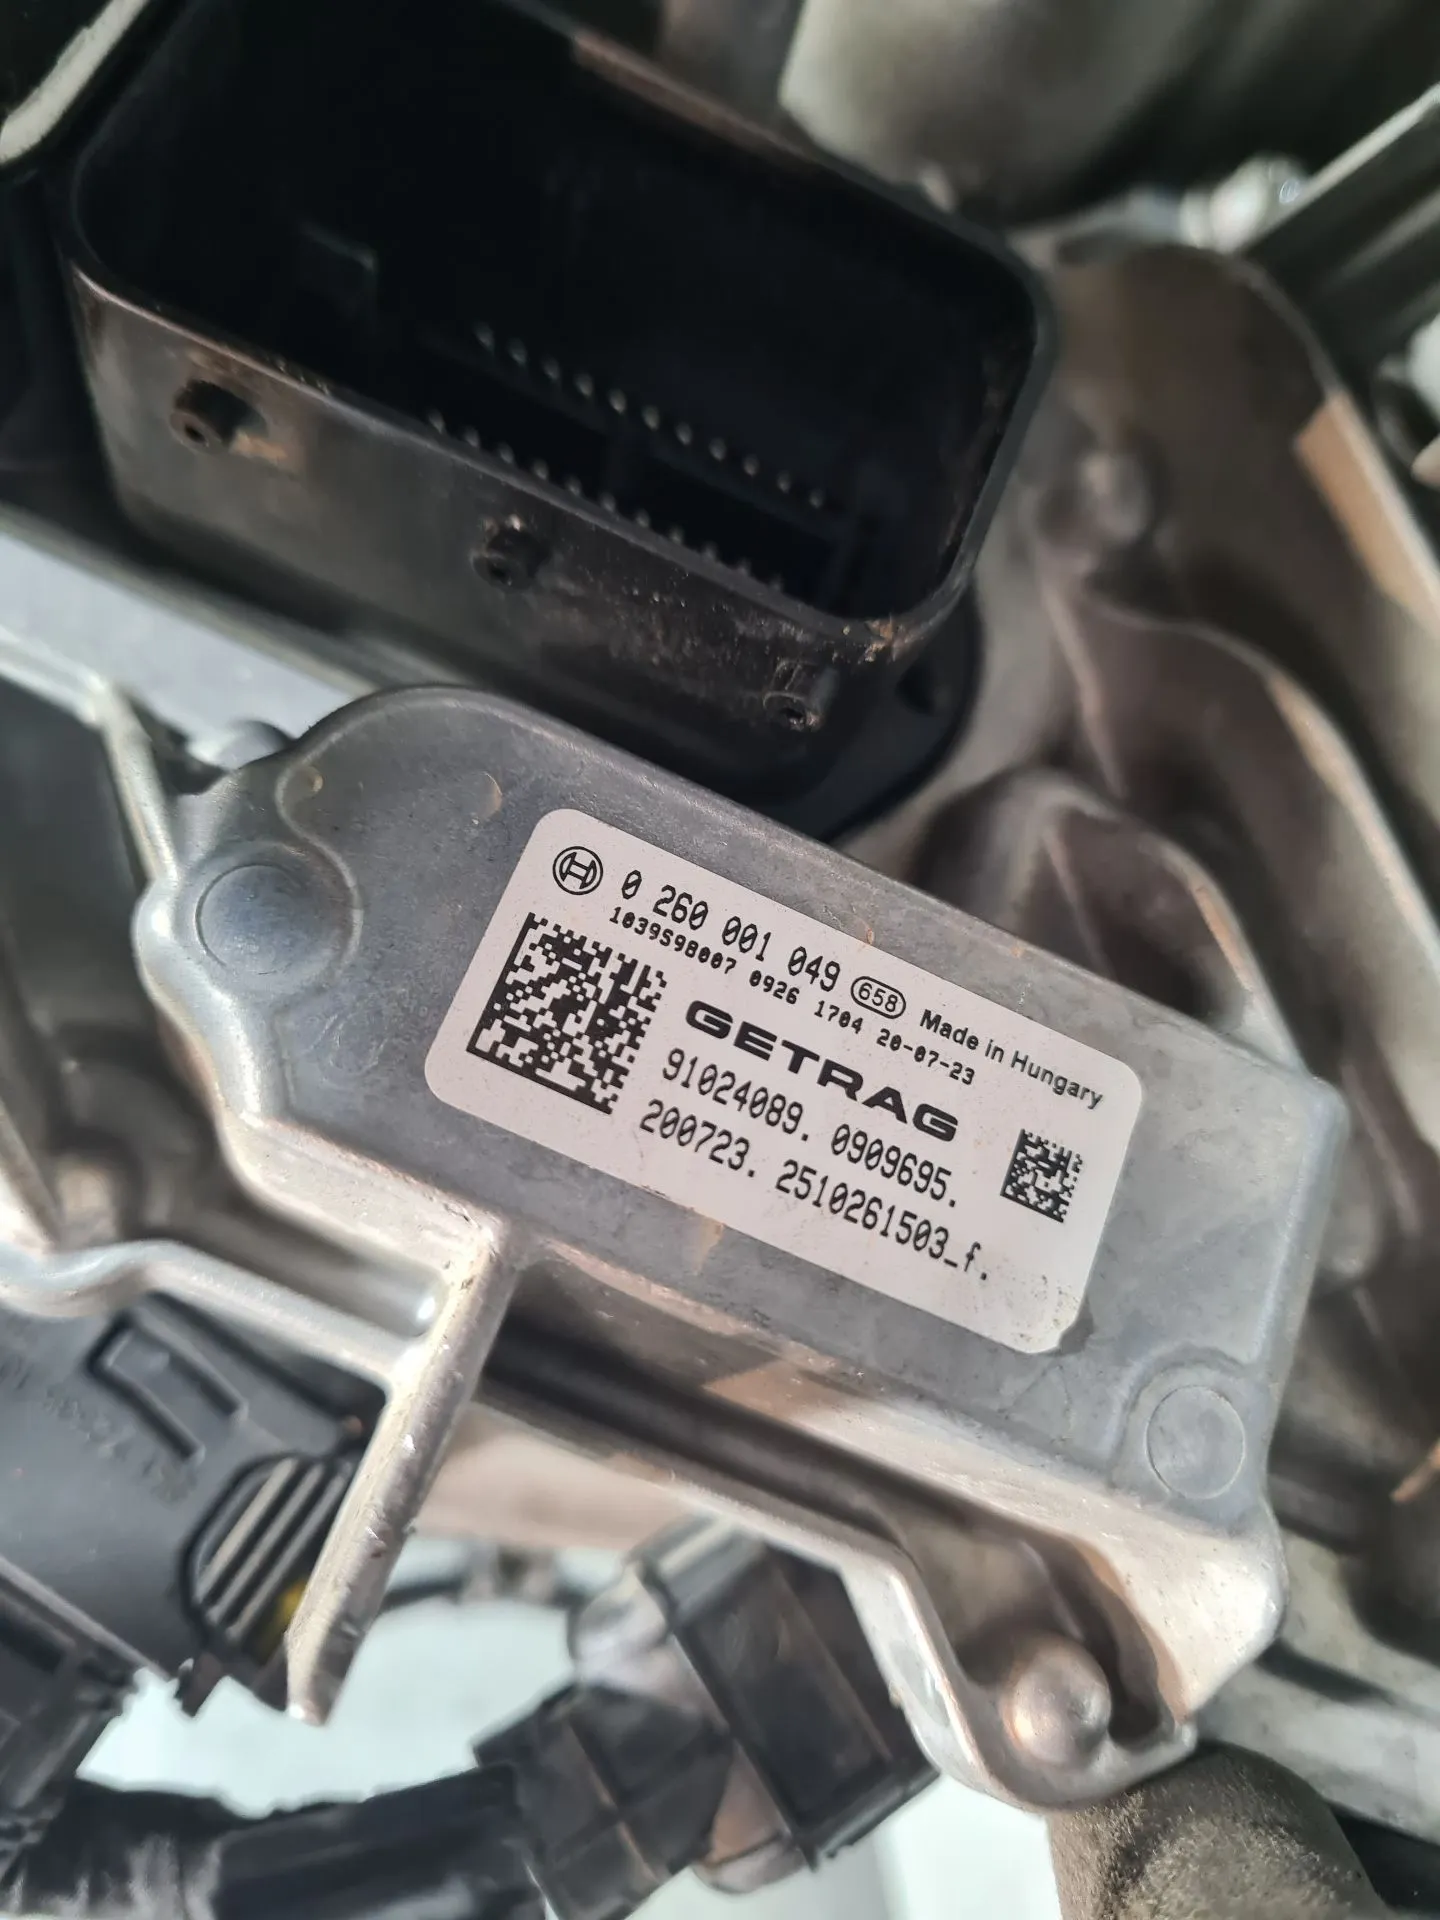 0 260 001 049 658 Made in Hungary
1039S98007 0926 1704 20-07-23
GETRAG
91024089. 0909695.
200723. 2510261503_f.